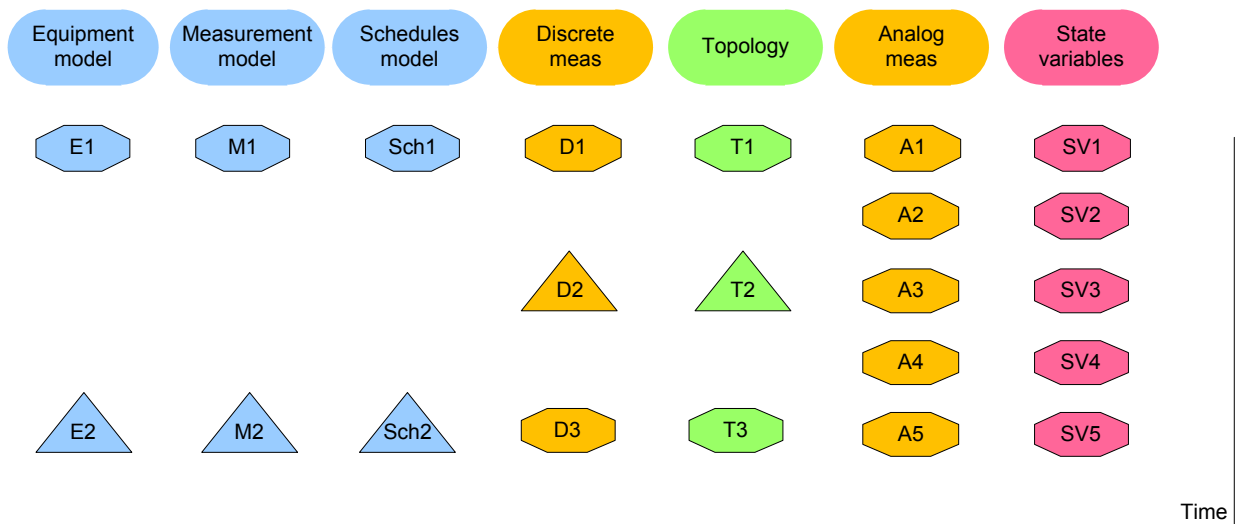 Equipment
model
Measurement
model
Schedules
model
Discrete
meas
Topology
Analog
meas
State
variables
E1
M1
Sch1
D1
T1
A1
SV1
A2
SV2
D2
T2
A3
SV3
A4
SV4
E2
M2
Sch2
D3
T3
A5
SV5
Time